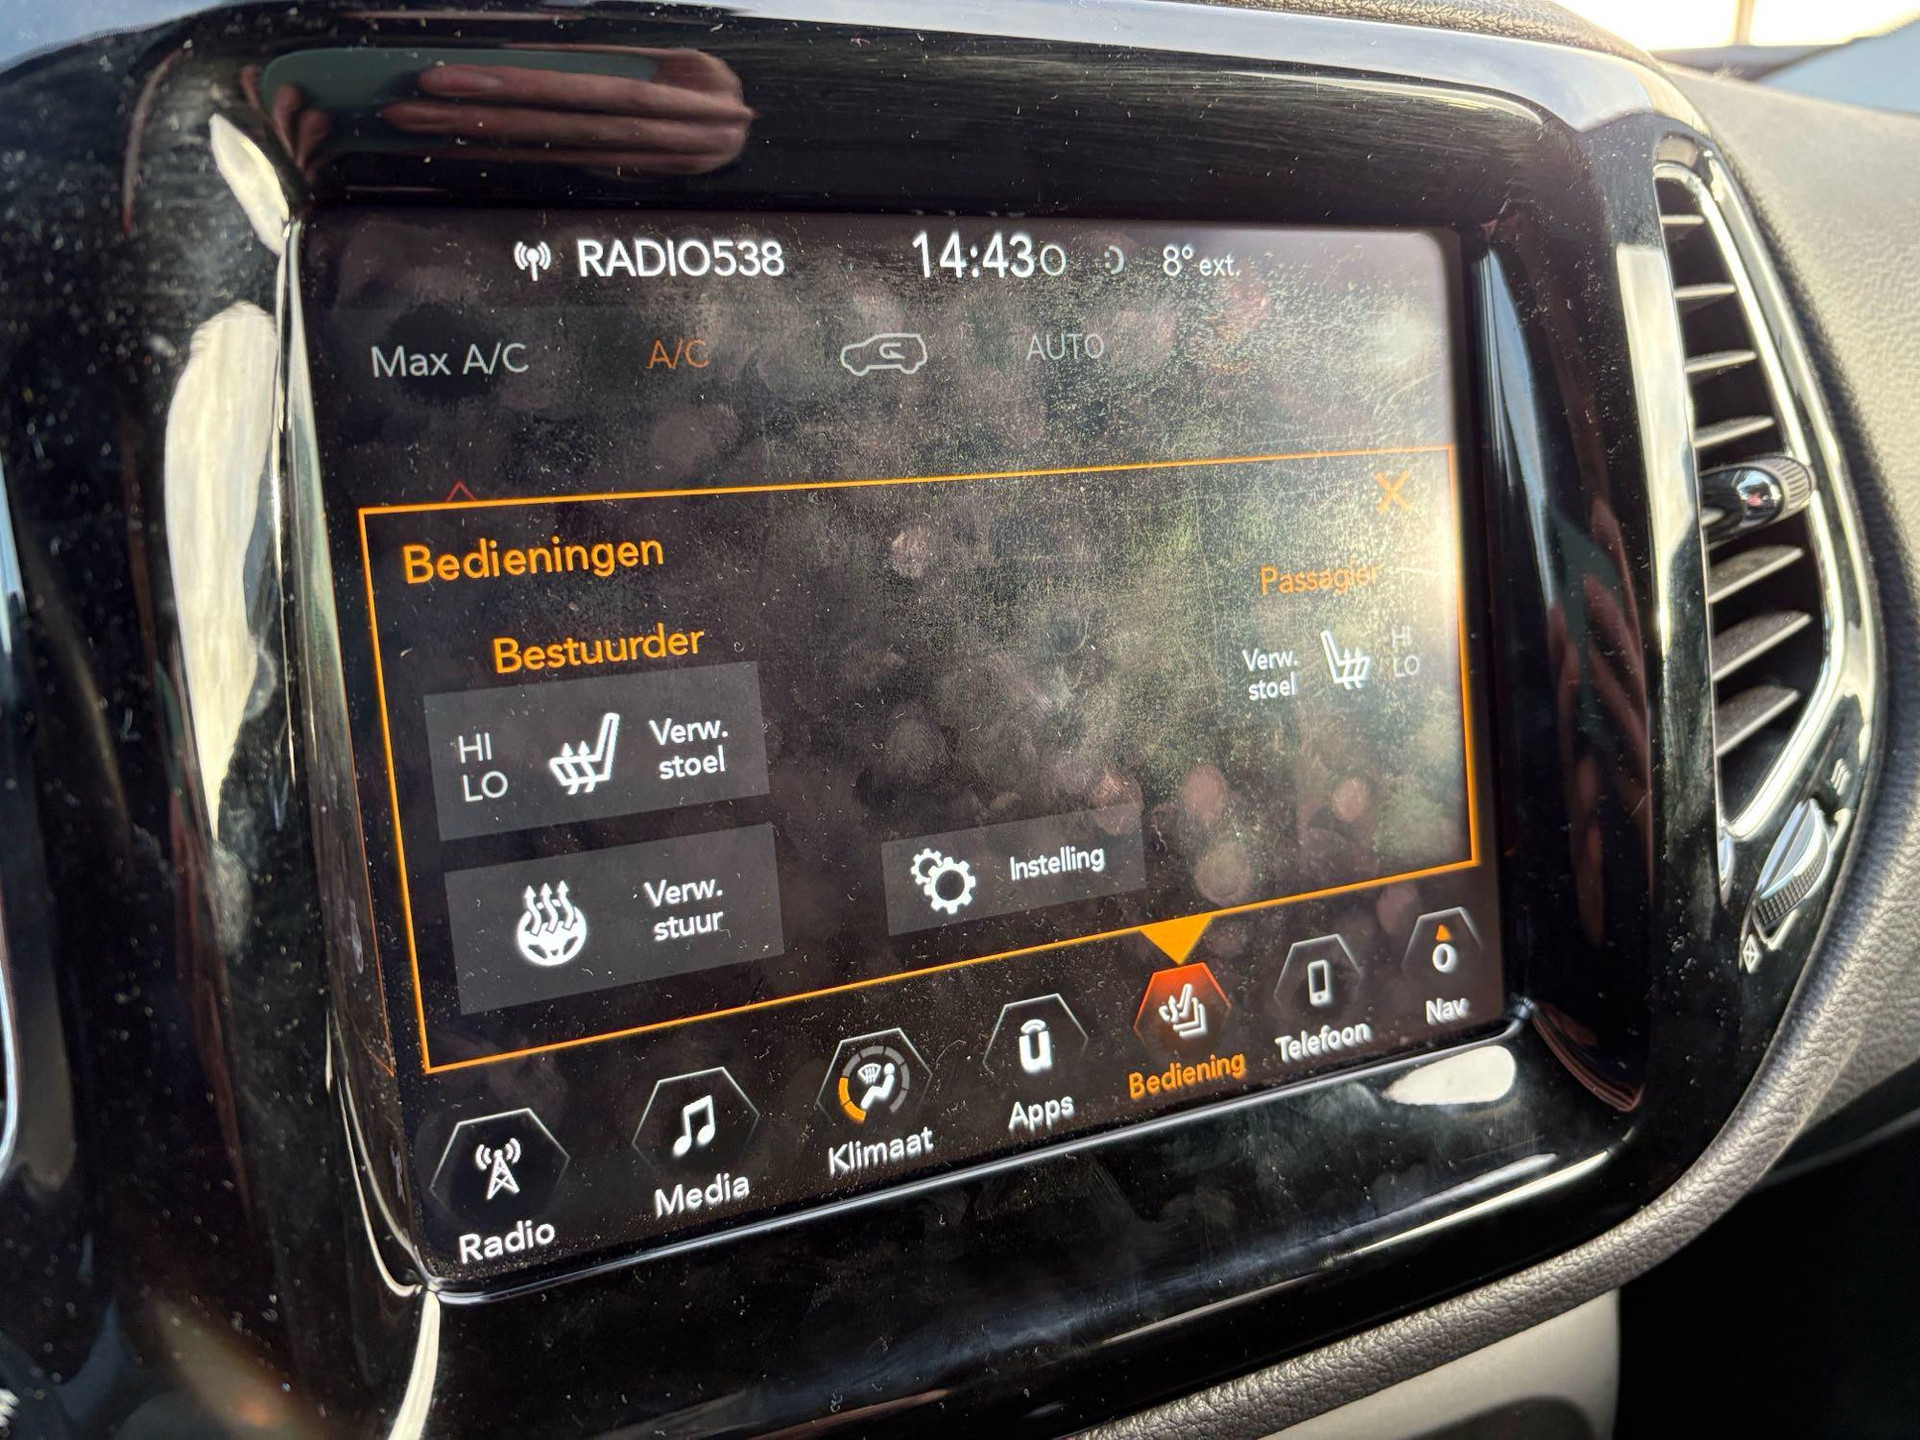 RADIO538 14:43 8° ext.
Max A/C A/C AUTO
Bedieningen X
Bestuurder
Passagier
HI
LO
Verw.
stoel
Verw.
stoel
HI
LO
Verw.
stuur
Instelling
Radio Media Klimaat Apps Bediening Telefoon Nav